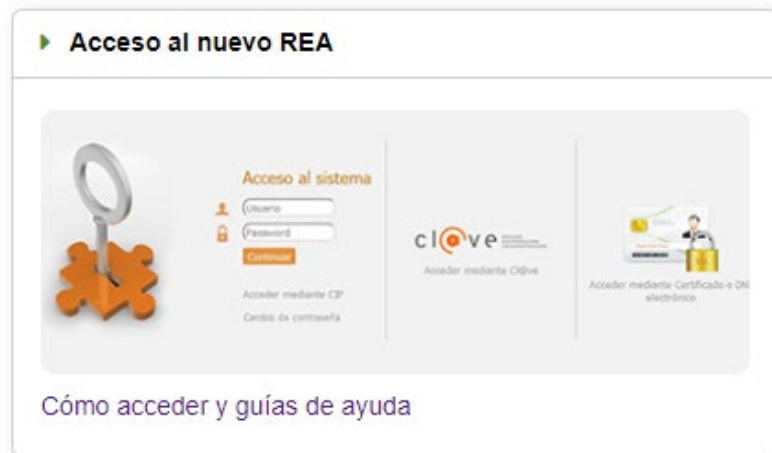 Acceso al nuevo REA
Acceso al sistema
Usuario
Password
Continuar
Acceder mediante CIP
Cambio de contraseña
cl@ve
Acceder mediante Cl@ve
Acceder mediante Certificado o DNI
electrónico
Cómo acceder y guías de ayuda